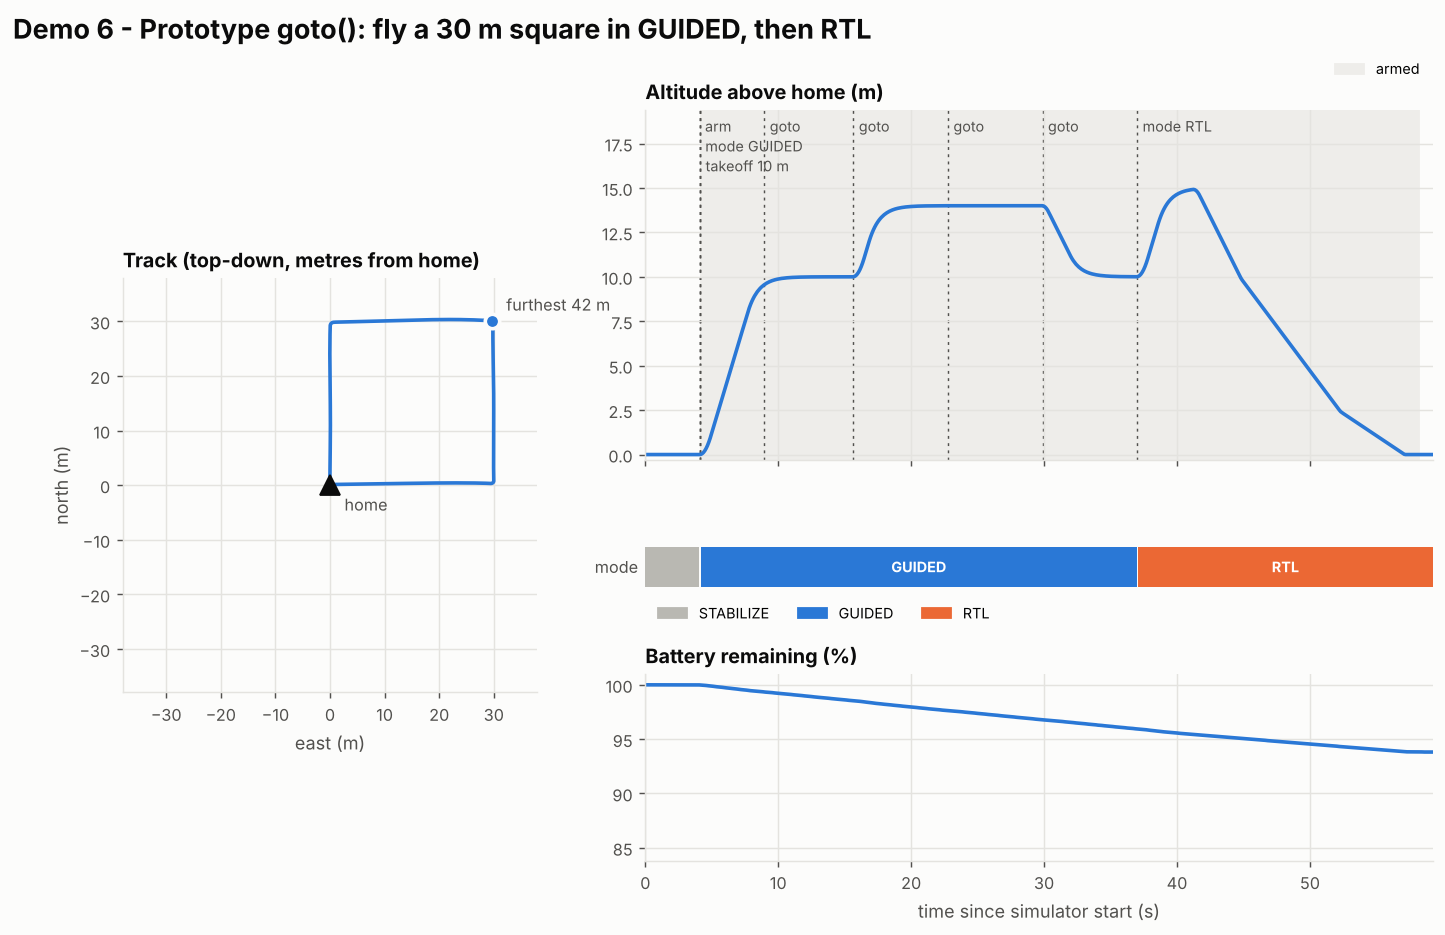 Demo 6 - Prototype goto(): fly a 30 m square in GUIDED, then RTL
armed
Altitude above home (m)
arm
goto
goto
goto
goto
mode RTL
mode GUIDED
takeoff 10 m
17.5
15.0
12.5
10.0
7.5
5.0
2.5
0.0
Track (top-down, metres from home)
furthest 42 m
home
north (m)
30
20
10
0
−10
−20
−30
−30 −20 −10 0 10 20 30
east (m)
mode
GUIDED
RTL
STABILIZE GUIDED RTL
Battery remaining (%)
100
95
90
85
0 10 20 30 40 50
time since simulator start (s)